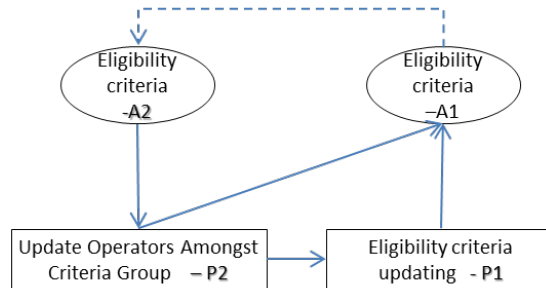 Eligibility
criteria
-A2
Eligibility
criteria
–A1
Update Operators Amongst
Criteria Group – P2
Eligibility criteria
updating - P1